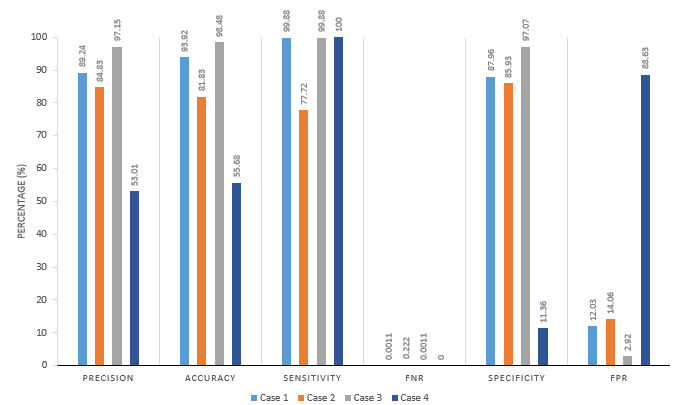 PERCENTAGE (%)
100
90
80
70
60
50
40
30
20
10
0
89.24 84.83 97.15 53.01
93.92 81.83 98.48 55.68
99.88 77.72 99.88 100
0.0011 0.222 0.0011 0
87.96 85.93 97.07 11.36
12.03 14.06 2.92 88.63
PRECISION ACCURACY SENSITIVITY FNR SPECIFICITY FPR
Case 1 Case 2 Case 3 Case 4